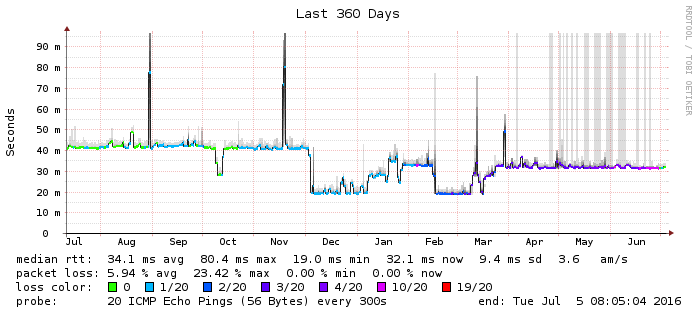 Last 360 Days
RRDTOOL / TOBI OETIKER
Seconds
90 m
80 m
70 m
60 m
50 m
40 m
30 m
20 m
10 m
0
Jul Aug Sep Oct Nov Dec Jan Feb Mar Apr May Jun
median rtt: 34.1 ms avg 80.4 ms max 19.0 ms min 32.1 ms now 9.4 ms sd 3.6 am/s
packet loss: 5.94 % avg 23.42 % max 0.00 % min 0.00 % now
loss color: 0 1/20 2/20 3/20 4/20 10/20 19/20
probe: 20 ICMP Echo Pings (56 Bytes) every 300s end: Tue Jul 5 08:05:04 2016